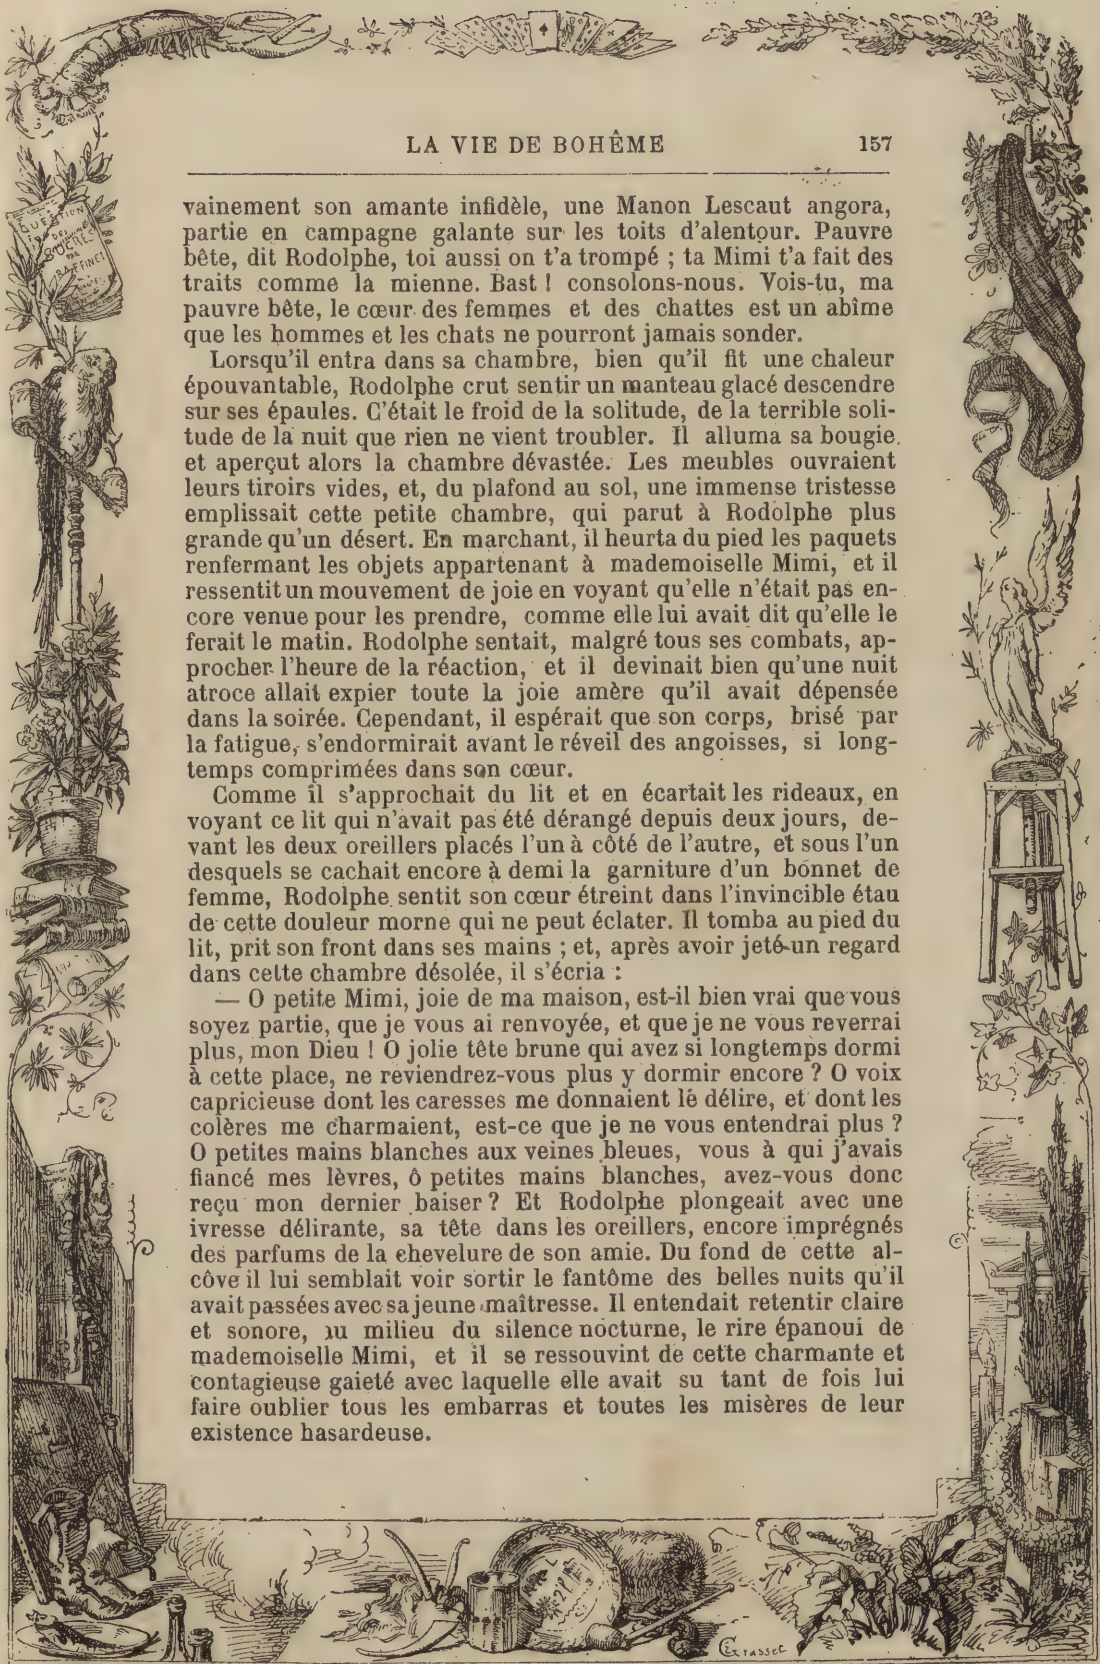 LA VIE DE BOHÊME 157
vainement son amante infidèle, une Manon Lescaut angora,
partie en campagne galante sur les toits d'alentour. Pauvre
bête, dit Rodolphe, toi aussi on t'a trompé ; ta Mimi t'a fait des
traits comme la mienne. Bast ! consolons-nous. Vois-tu, ma
pauvre bête, le cœur des femmes et des chattes est un abîme
que les hommes et les chats ne pourront jamais sonder.
Lorsqu'il entra dans sa chambre, bien qu'il fit une chaleur
épouvantable, Rodolphe crut sentir un manteau glacé descendre
sur ses épaules. C'était le froid de la solitude, de la terrible soli-
tude de la nuit que rien ne vient troubler. Il alluma sa bougie
et aperçut alors la chambre dévastée. Les meubles ouvraient
leurs tiroirs vides, et, du plafond au sol, une immense tristesse
emplissait cette petite chambre, qui parut à Rodolphe plus
grande qu'un désert. En marchant, il heurta du pied les paquets
renfermant les objets appartenant à mademoiselle Mimi, et il
ressentit un mouvement de joie en voyant qu'elle n'était pas en-
core venue pour les prendre, comme elle lui avait dit qu'elle le
ferait le matin. Rodolphe sentait, malgré tous ses combats, ap-
procher l'heure de la réaction, et il devinait bien qu'une nuit
atroce allait expier toute la joie amère qu'il avait dépensée
dans la soirée. Cependant, il espérait que son corps, brisé par
la fatigue, s'endormirait avant le réveil des angoisses, si long-
temps comprimées dans son cœur.
Comme il s'approchait du lit et en écartait les rideaux, en
voyant ce lit qui n'avait pas été dérangé depuis deux jours, de-
vant les deux oreillers placés l'un à côté de l'autre, et sous l'un
desquels se cachait encore à demi la garniture d'un bonnet de
femme, Rodolphe sentit son cœur étreint dans l'invincible étau
de cette douleur morne qui ne peut éclater. Il tomba au pied du
lit, prit son front dans ses mains ; et, après avoir jeté un regard
dans cette chambre désolée, il s'écria :
— O petite Mimi, joie de ma maison, est-il bien vrai que vous
soyez partie, que je vous ai renvoyée, et que je ne vous reverrai
plus, mon Dieu ! O jolie tête brune qui avez si longtemps dormi
à cette place, ne reviendrez-vous plus y dormir encore ? O voix
capricieuse dont les caresses me donnaient le délire, et dont les
colères me charmaient, est-ce que je ne vous entendrai plus ?
O petites mains blanches aux veines bleues, vous à qui j'avais
fiancé mes lèvres, ô petites mains blanches, avez-vous donc
reçu mon dernier baiser ? Et Rodolphe plongeait avec une
ivresse délirante, sa tête dans les oreillers, encore imprégnés
des parfums de la chevelure de son amie. Du fond de cette al-
côve il lui semblait voir sortir le fantôme des belles nuits qu'il
avait passées avec sa jeune maîtresse. Il entendait retentir claire
et sonore, au milieu du silence nocturne, le rire épanoui de
mademoiselle Mimi, et il se ressouvint de cette charmante et
contagieuse gaieté avec laquelle elle avait su tant de fois lui
faire oublier tous les embarras et toutes les misères de leur
existence hasardeuse.
QUESTION
DES
SUCRES
RAFFINEZ
EGrasset